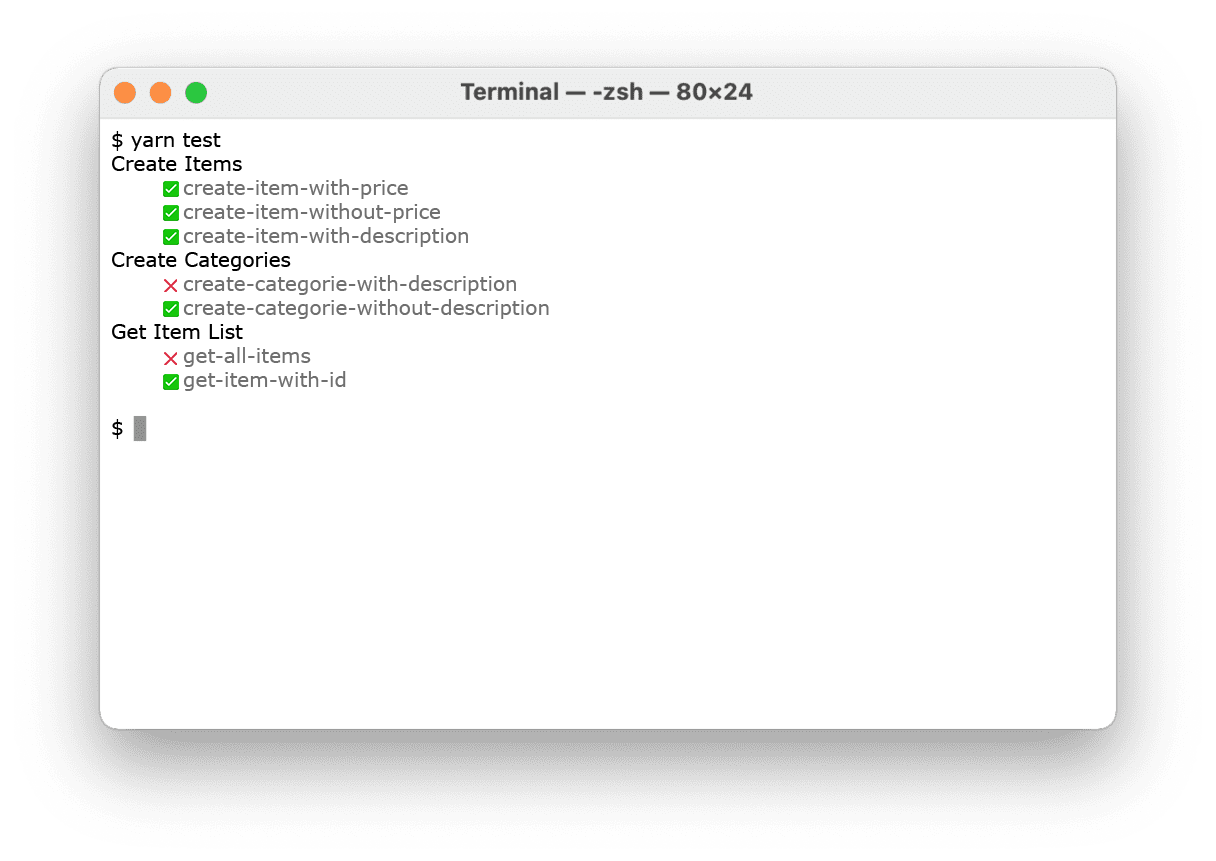 Terminal — -zsh — 80×24
$ yarn test
Create Items
✅ create-item-with-price
✅ create-item-without-price
✅ create-item-with-description
Create Categories
❌ create-categorie-with-description
✅ create-categorie-without-description
Get Item List
❌ get-all-items
✅ get-item-with-id
$